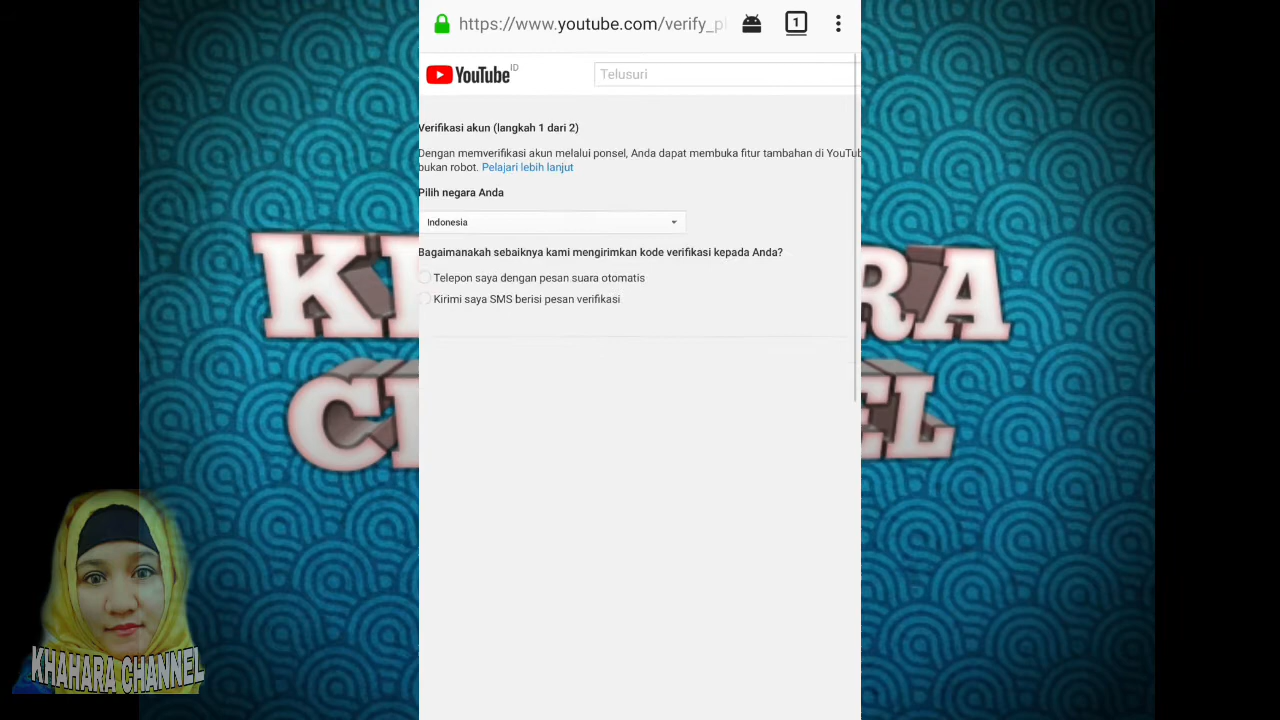 https://www.youtube.com/verify_p
1
YouTube ID
Telusuri
Verifikasi akun (langkah 1 dari 2)
Dengan memverifikasi akun melalui ponsel, Anda dapat membuka fitur tambahan di YouTub
bukan robot. Pelajari lebih lanjut
Pilih negara Anda
Indonesia
Bagaimanakah sebaiknya kami mengirimkan kode verifikasi kepada Anda?
Telepon saya dengan pesan suara otomatis
Kirimi saya SMS berisi pesan verifikasi
KHAHARA CHANNEL